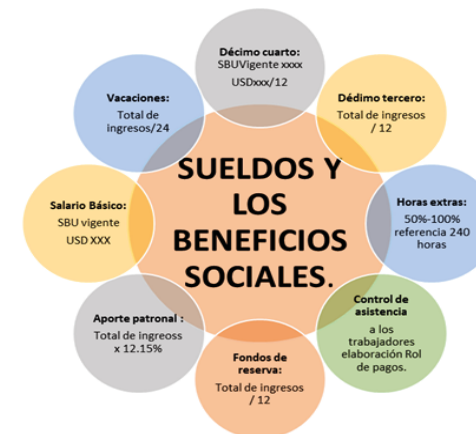 Décimo cuarto:
SBUVigente xxxx
USDxxx/12
Dédimo tercero:
Total de ingresos
/ 12
Horas extras:
50%-100%
referencia 240
horas
Control de
asistencia
a los
trabajadores
elaboración Rol
de pagos.
Fondos de
reserva:
Total de ingresos
/ 12
Aporte patronal :
Total de ingreoss
x 12.15%
Salario Básico:
SBU vigente
USD XXX
Vacaciones:
Total de
ingresos/24
SUELDOS Y
LOS
BENEFICIOS
SOCIALES.